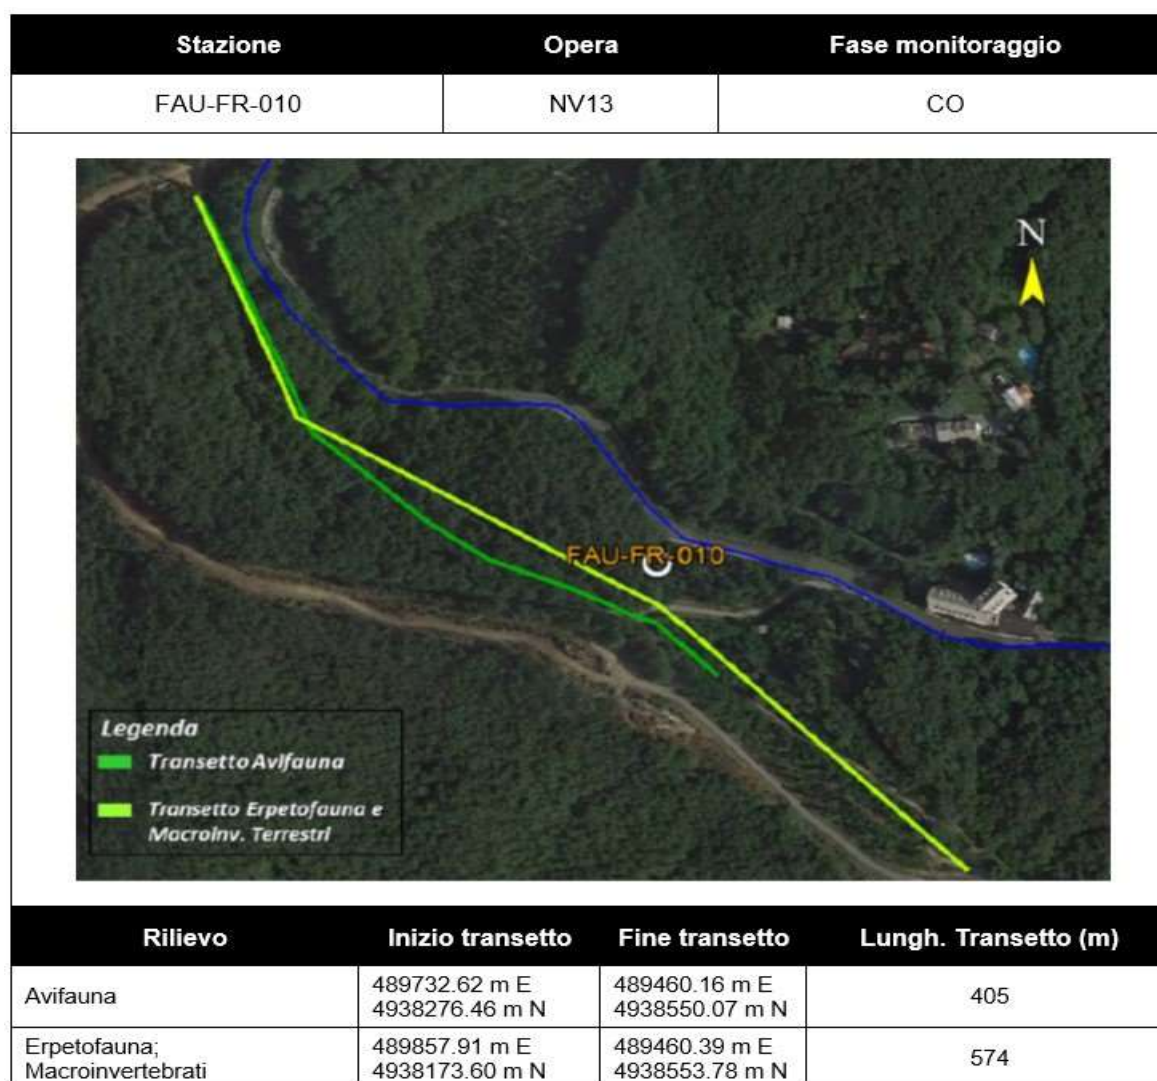 Stazione Opera Fase monitoraggio
FAU-FR-010 NV13 CO
N
FAU-FR-010
Legenda
Transetto Avifauna
Transetto Erpetofauna e
Macroinv. Terrestri
Rilievo Inizio transetto Fine transetto Lungh. Transetto (m)
Avifauna 489732.62 m E 489460.16 m E 405
4938276.46 m N 4938550.07 m N
Erpetofauna; 489857.91 m E 489460.39 m E 574
Macroinvertebrati 4938173.60 m N 4938553.78 m N